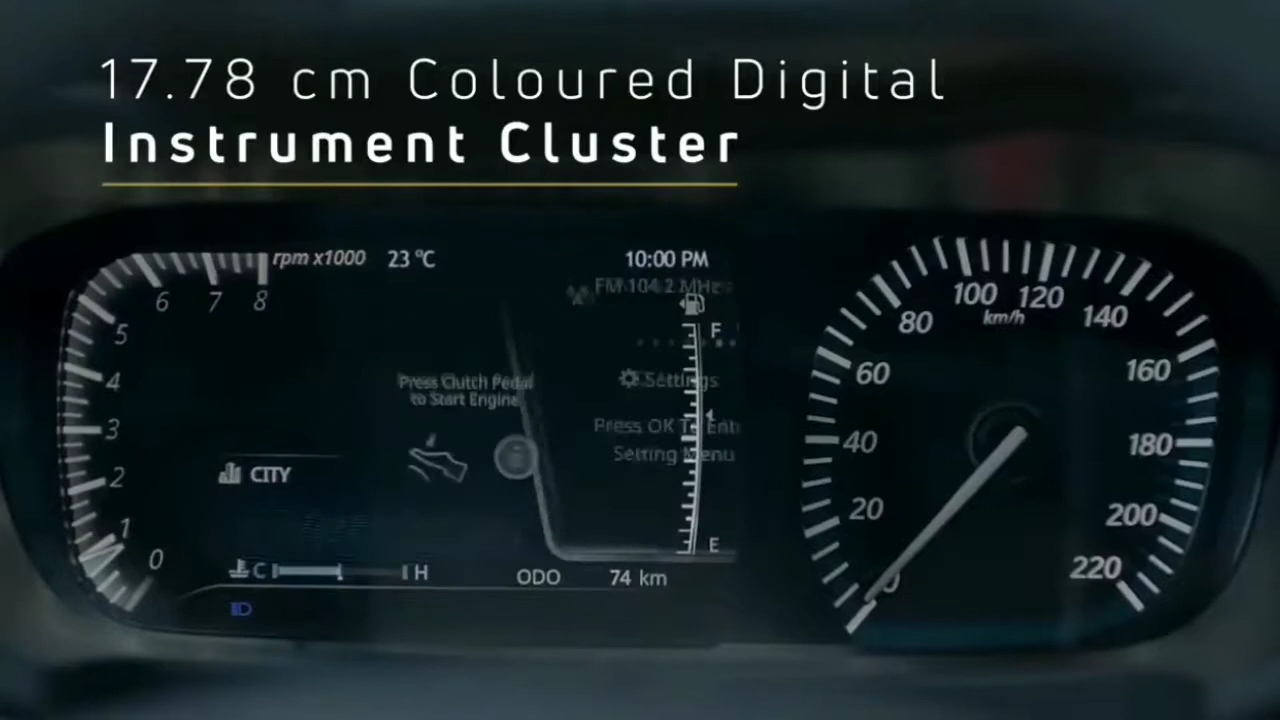 17.78 cm Coloured Digital
Instrument Cluster
rpm x1000 23 °C 10:00 PM
FM 104.2 MHz
6 7 8
5
4
3
2
1
0
F
Press Clutch Pedal
to Start Engine
Settings
Press OK To
Setting Menu
CITY
E
C H
ODO 74 km
0
20
40
60
80
100
120
140
160
180
200
220
km/h